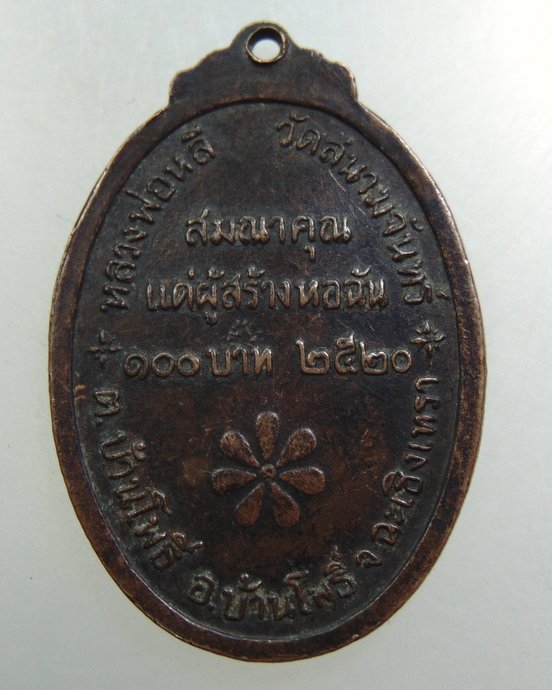 หลวงพ่อหลี วัดสนามจันทร์
สมณาคุณ
แด่ผู้สร้างหอฉัน
๑๐๐ บาท ๒๕๒๐
ต.บ้านโพธิ์ อ.บ้านโพธิ์ จ.ฉะเชิงเทรา